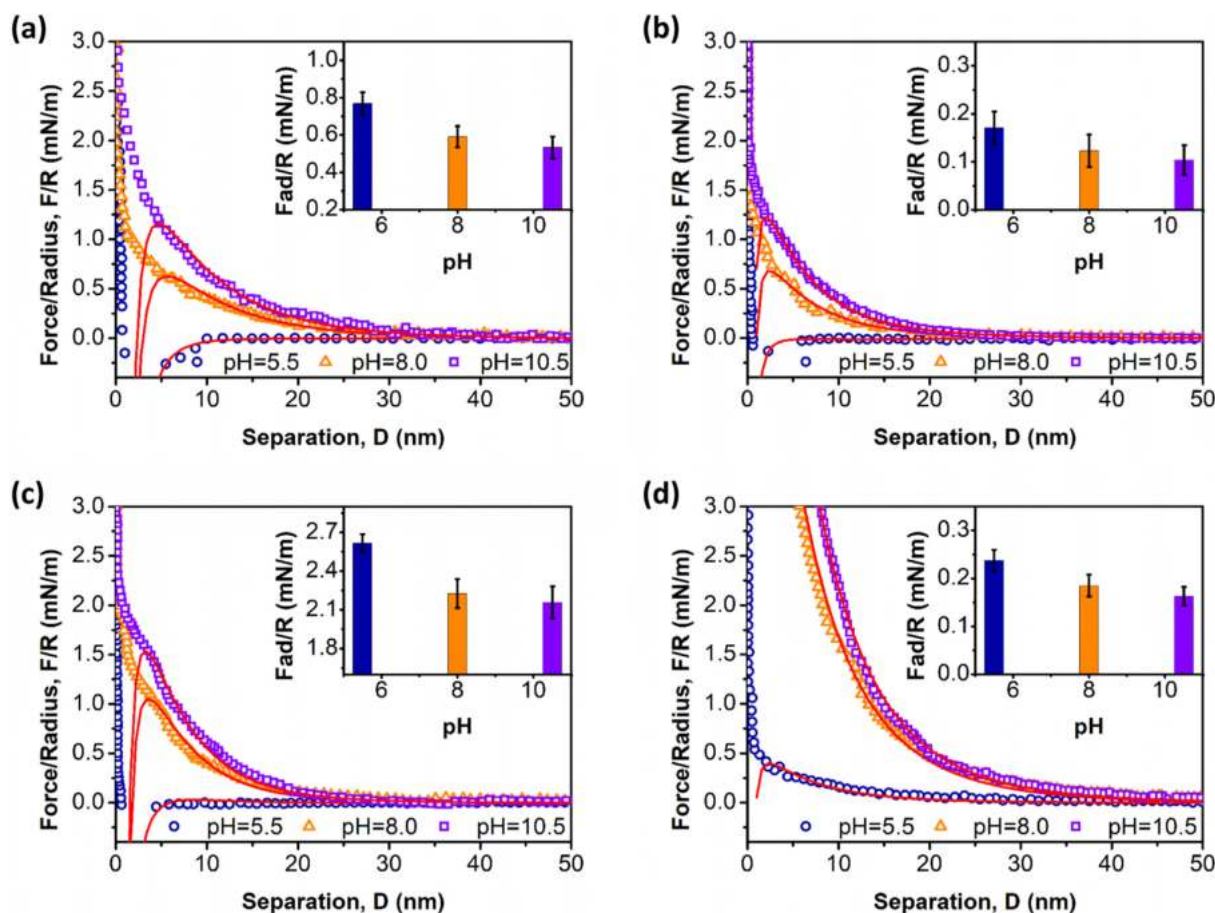 (a)
Force/Radius, F/R (mN/m)
3.0
2.5
2.0
1.5
1.0
0.5
0.0
Fad/R (mN/m)
1.0
0.8
0.6
0.4
0.2
6 8 10
pH
pH=5.5 pH=8.0 pH=10.5
0 10 20 30 40 50
Separation, D (nm)
(b)
Force/Radius, F/R (mN/m)
3.0
2.5
2.0
1.5
1.0
0.5
0.0
Fad/R (mN/m)
0.3
0.2
0.1
0.0
6 8 10
pH
pH=5.5 pH=8.0 pH=10.5
0 10 20 30 40 50
Separation, D (nm)
(c)
Force/Radius, F/R (mN/m)
3.0
2.5
2.0
1.5
1.0
0.5
0.0
Fad/R (mN/m)
2.7
2.4
2.1
1.8
6 8 10
pH
pH=5.5 pH=8.0 pH=10.5
0 10 20 30 40 50
Separation, D (nm)
(d)
Force/Radius, F/R (mN/m)
3.0
2.5
2.0
1.5
1.0
0.5
0.0
Fad/R (mN/m)
0.3
0.2
0.1
0.0
6 8 10
pH
pH=5.5 pH=8.0 pH=10.5
0 10 20 30 40 50
Separation, D (nm)